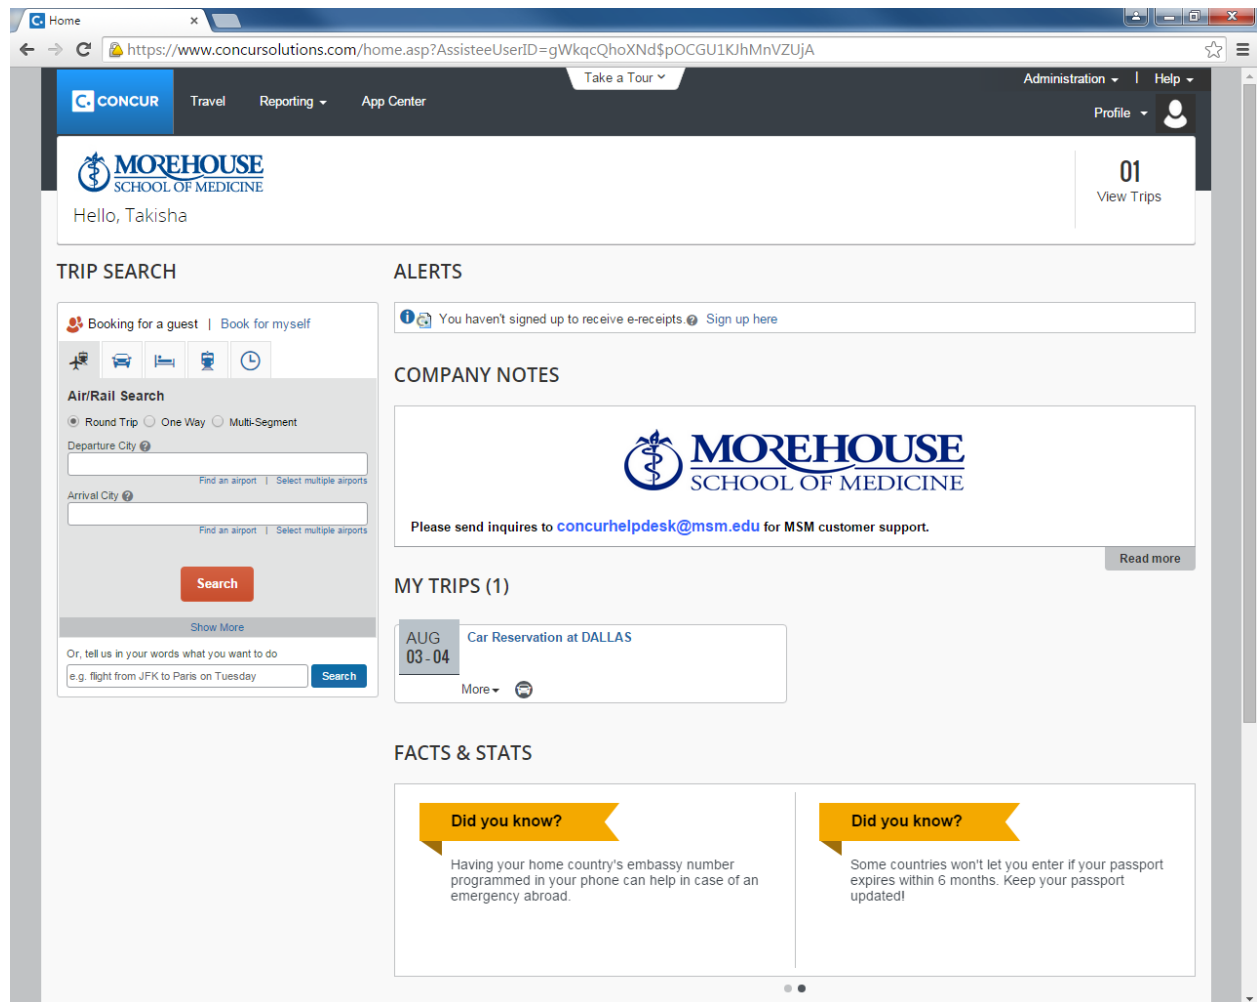 Home
https://www.concursolutions.com/home.asp?AssisteeUserID=gWkqcQhoXNd$pOCGU1KJhMnVZUjA
Take a Tour
Administration | Help
C. CONCUR Travel Reporting App Center
Profile
MOREHOUSE
SCHOOL OF MEDICINE
Hello, Takisha
01
View Trips
TRIP SEARCH
Booking for a guest | Book for myself
Air/Rail Search
Round Trip One Way Multi-Segment
Departure City
Find an airport | Select multiple airports
Arrival City
Find an airport | Select multiple airports
Search
Show More
Or, tell us in your words what you want to do
e.g. flight from JFK to Paris on Tuesday Search
ALERTS
You haven't signed up to receive e-receipts. Sign up here
COMPANY NOTES
MOREHOUSE
SCHOOL OF MEDICINE
Please send inquires to concurhelpdesk@msm.edu for MSM customer support.
Read more
MY TRIPS (1)
AUG
03 - 04
Car Reservation at DALLAS
More
FACTS & STATS
Did you know?
Having your home country's embassy number
programmed in your phone can help in case of an
emergency abroad.
Did you know?
Some countries won't let you enter if your passport
expires within 6 months. Keep your passport
updated!